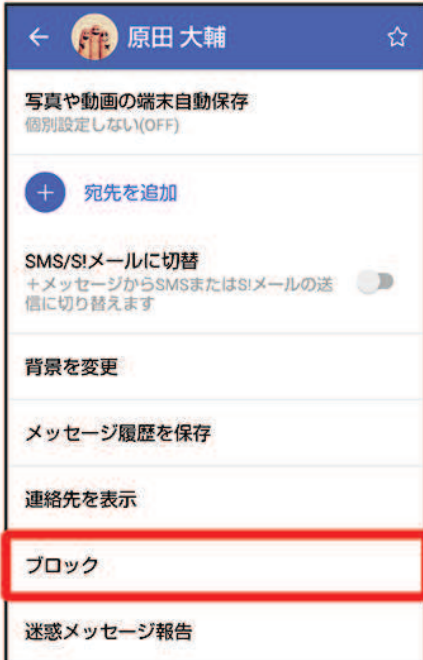 原田 大輔
写真や動画の端末自動保存
個別設定しない(OFF)
宛先を追加
SMS/S!メールに切替
+メッセージからSMSまたはS!メールの送
信に切り替えます
背景を変更
メッセージ履歴を保存
連絡先を表示
ブロック
迷惑メッセージ報告